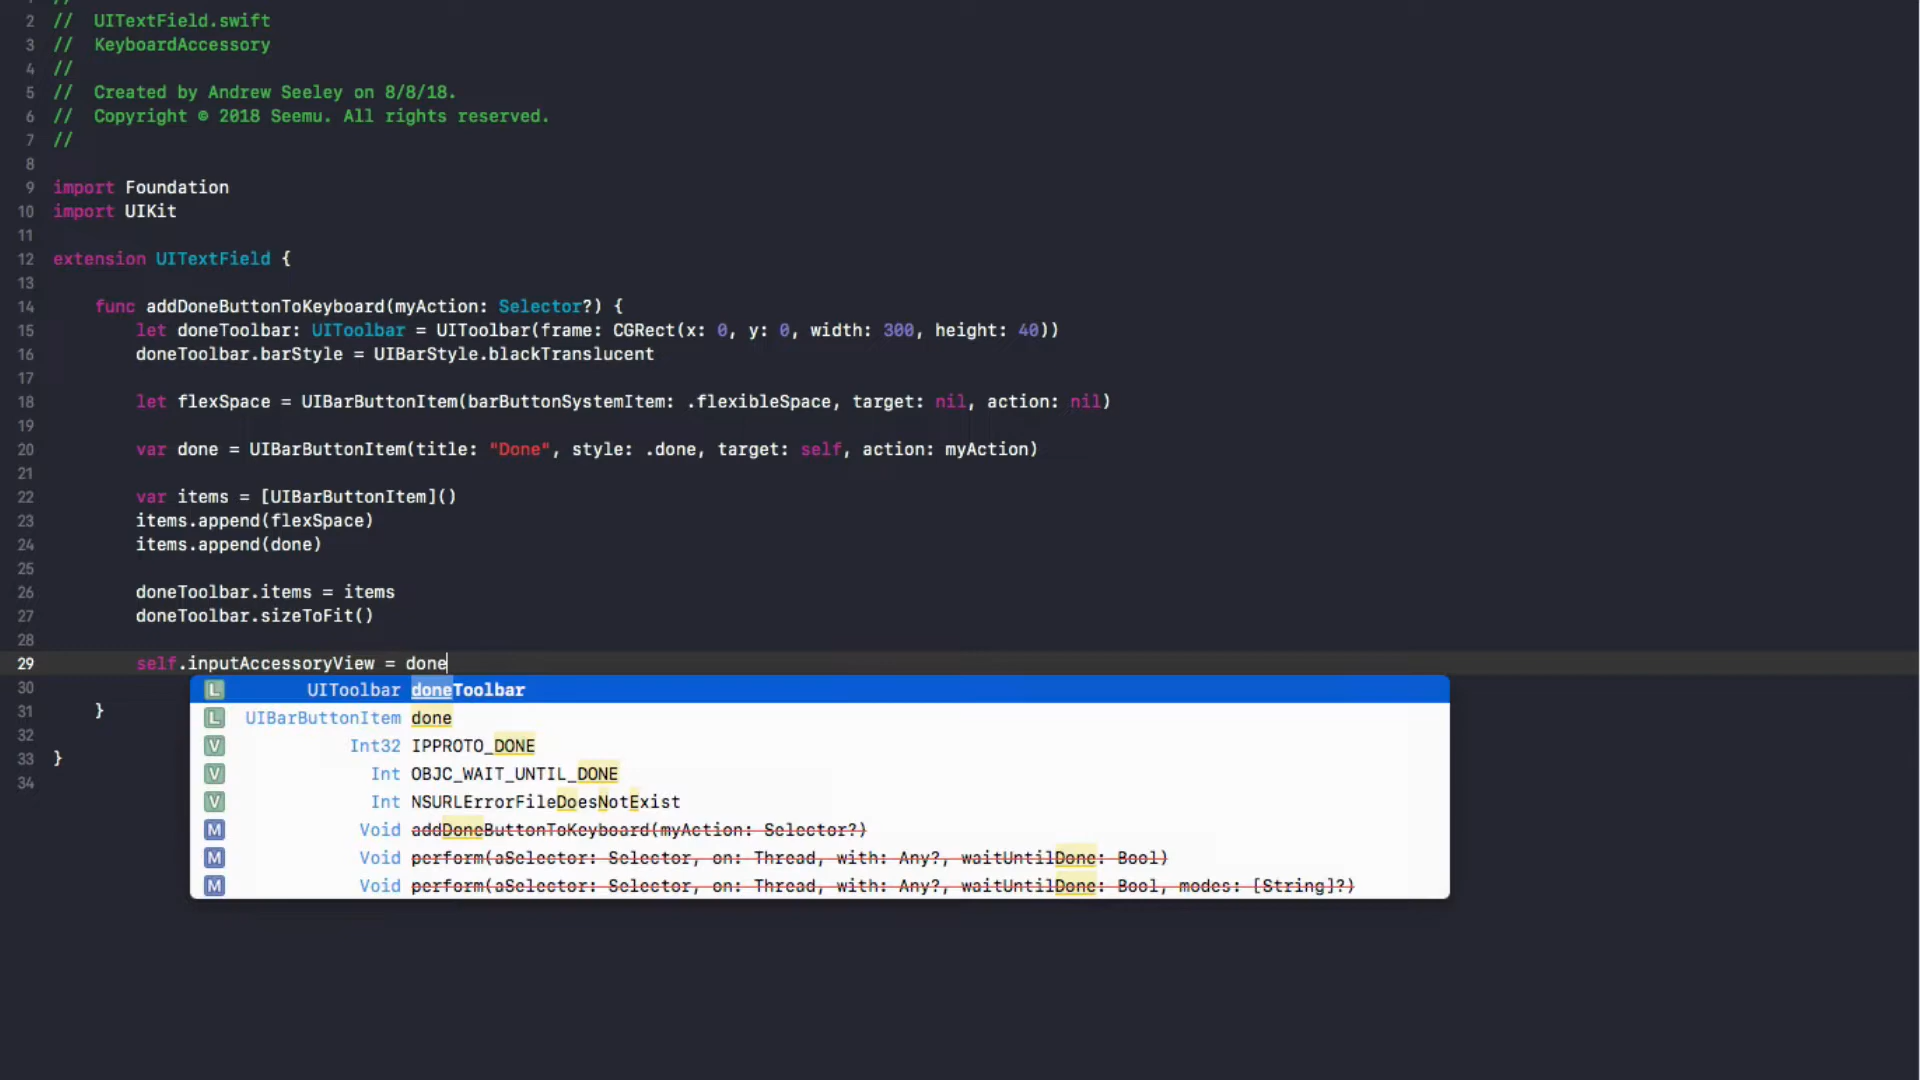 1 //
2 // UITextField.swift
3 // KeyboardAccessory
4 //
5 // Created by Andrew Seeley on 8/8/18.
6 // Copyright © 2018 Seemu. All rights reserved.
7 //
8
9 import Foundation
10 import UIKit
11
12 extension UITextField {
13
14 func addDoneButtonToKeyboard(myAction: Selector?) {
15 let doneToolbar: UIToolbar = UIToolbar(frame: CGRect(x: 0, y: 0, width: 300, height: 40))
16 doneToolbar.barStyle = UIBarStyle.blackTranslucent
17
18 let flexSpace = UIBarButtonItem(barButtonSystemItem: .flexibleSpace, target: nil, action: nil)
19
20 var done = UIBarButtonItem(title: "Done", style: .done, target: self, action: myAction)
21
22 var items = [UIBarButtonItem]()
23 items.append(flexSpace)
24 items.append(done)
25
26 doneToolbar.items = items
27 doneToolbar.sizeToFit()
28
29 self.inputAccessoryView = done
L UIToolbar doneToolbar
30
L UIBarButtonItem done
31 }
V Int32 IPPROTO_DONE
32
V Int OBJC_WAIT_UNTIL_DONE
33 }
34
V Int NSURLErrorFileDoesNotExist
M Void addDoneButtonToKeyboard(myAction: Selector?)
M Void perform(aSelector: Selector, on: Thread, with: Any?, waitUntilDone: Bool)
M Void perform(aSelector: Selector, on: Thread, with: Any?, waitUntilDone: Bool, modes: [String]?)